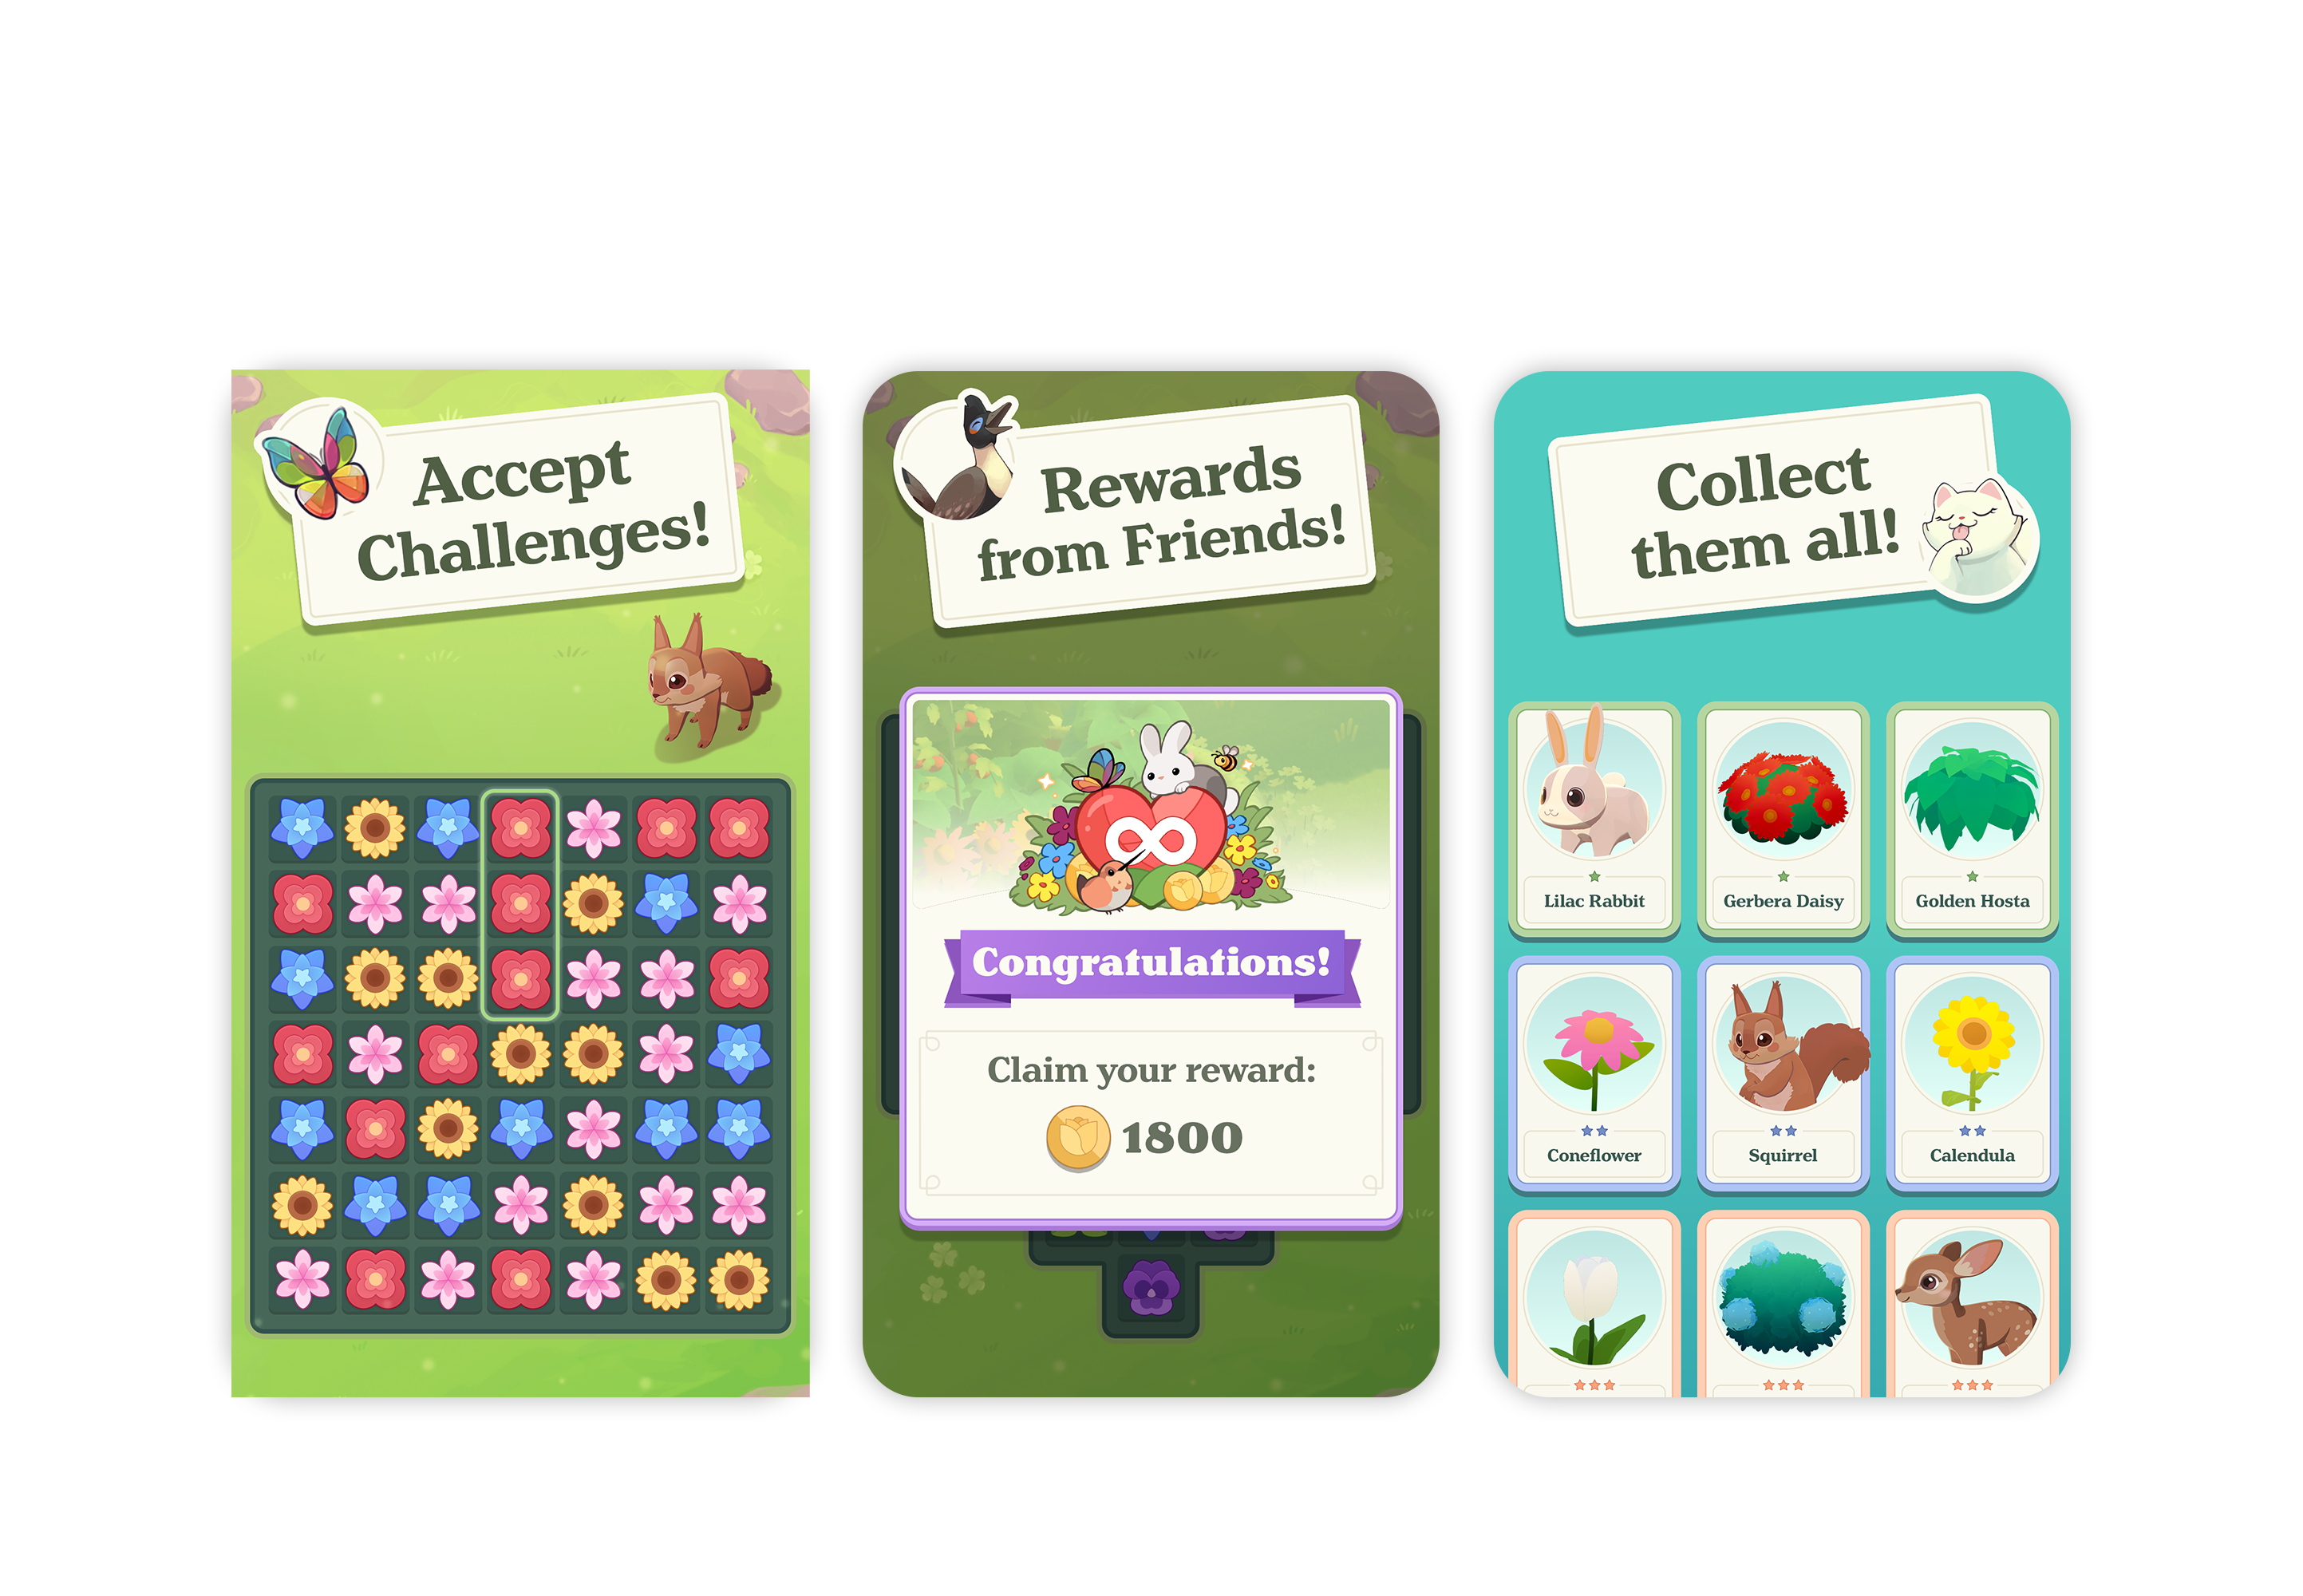 Accept
Challenges!
Rewards
from Friends!
Congratulations!
Claim your reward:
1800
Collect
them all!
Lilac Rabbit
Gerbera Daisy
Golden Hosta
Coneflower
Squirrel
Calendula